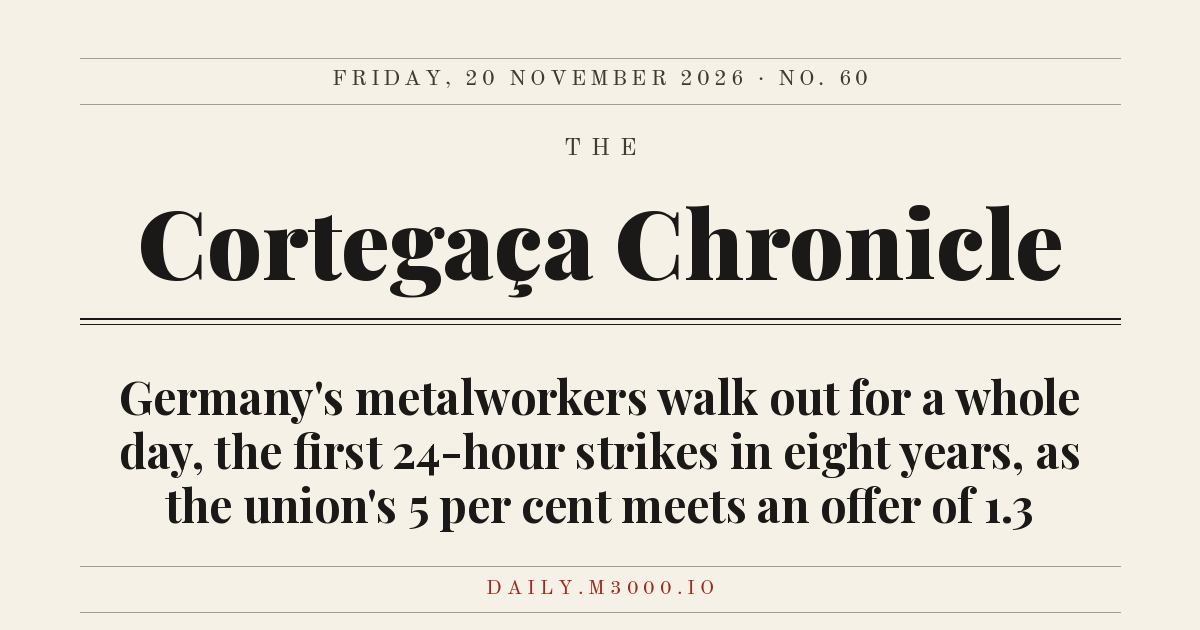 FRIDAY, 20 NOVEMBER 2026 · NO. 60
THE
Cortegaça Chronicle
Germany's metalworkers walk out for a whole
day, the first 24-hour strikes in eight years, as
the union's 5 per cent meets an offer of 1.3
DAILY.M3000.IO